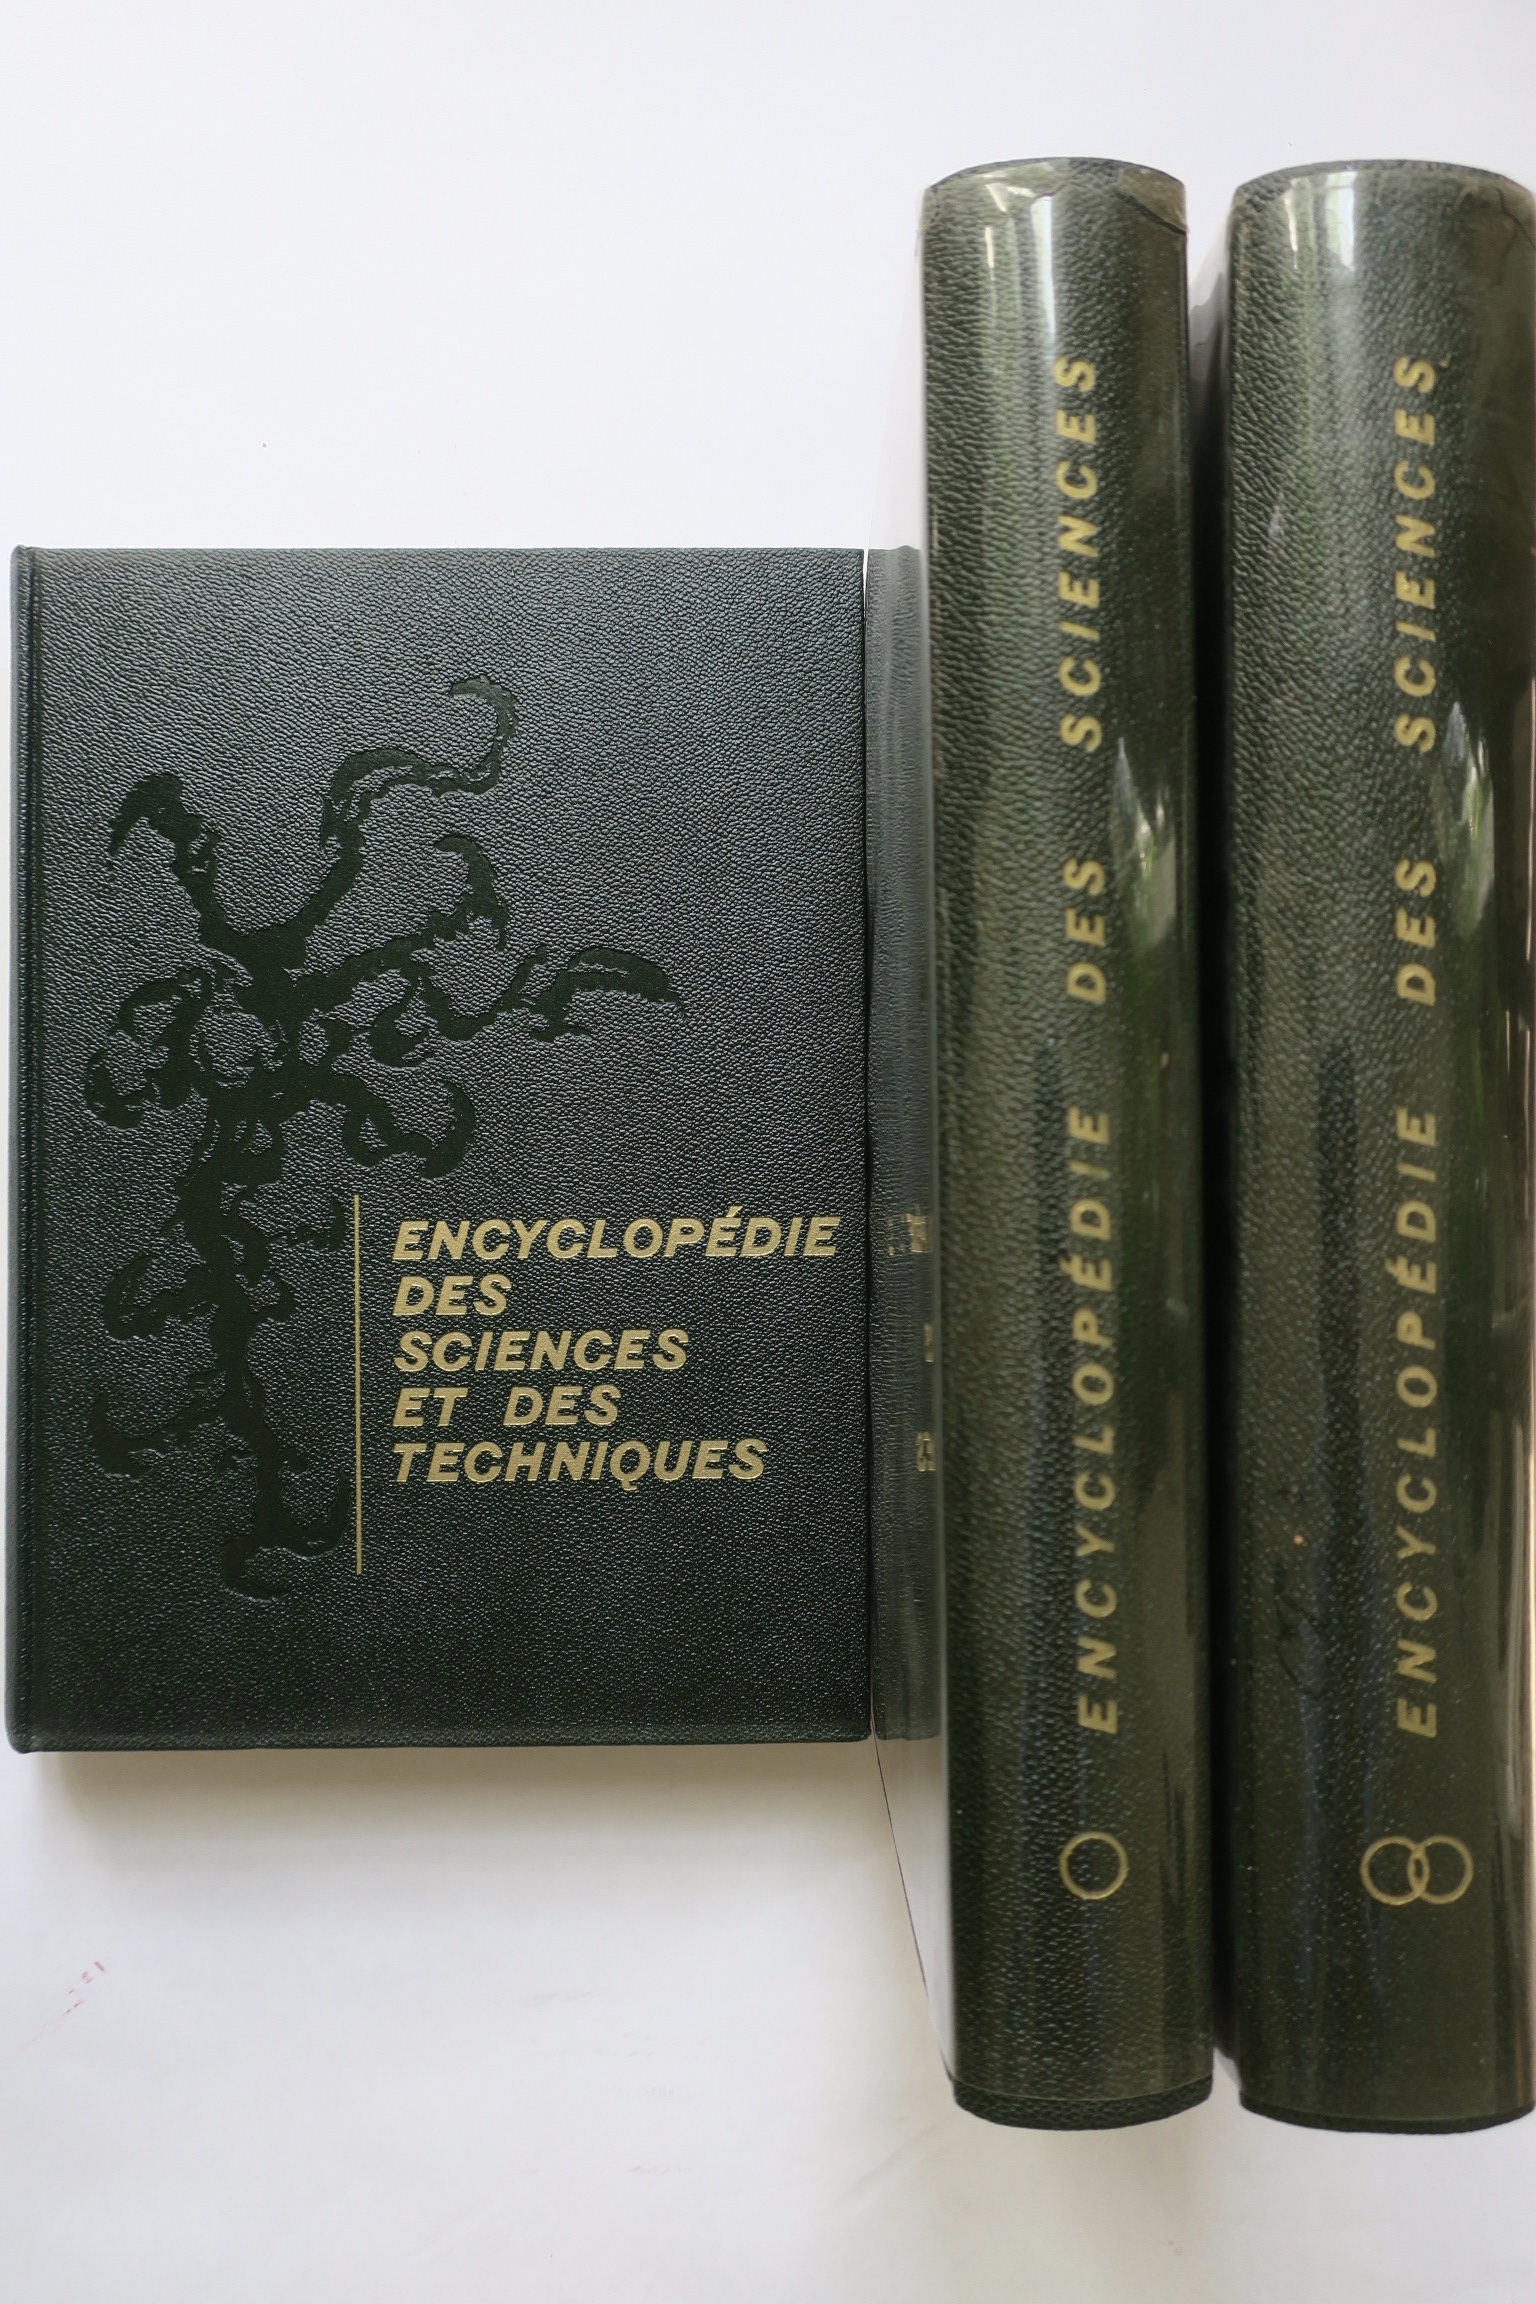 ENCYCLOPÉDIE
DES
SCIENCES
ET DES
TECHNIQUES
ENCYCLOPÉDIE DES SCIENCES
ENCYCLOPÉDIE DES SCIENCES